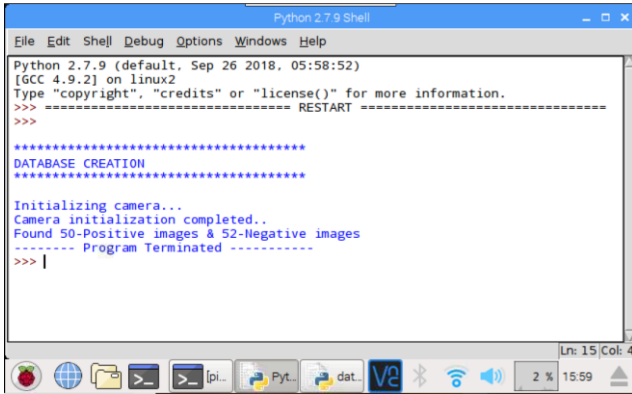 Python 2.7.9 Shell
File Edit Shell Debug Options Windows Help
Python 2.7.9 (default, Sep 26 2018, 05:58:52)
[GCC 4.9.2] on linux2
Type "copyright", "credits" or "license()" for more information.
>>> ================================ RESTART ================================
>>>
**************************************
DATABASE CREATION
**************************************
Initializing camera...
Camera initialization completed..
Found 50-Positive images & 52-Negative images
-------- Program Terminated -----------
>>>
Ln: 15 Col: 4
>_ >_ [pi... Pyt... dat... V2 2 % 15:59